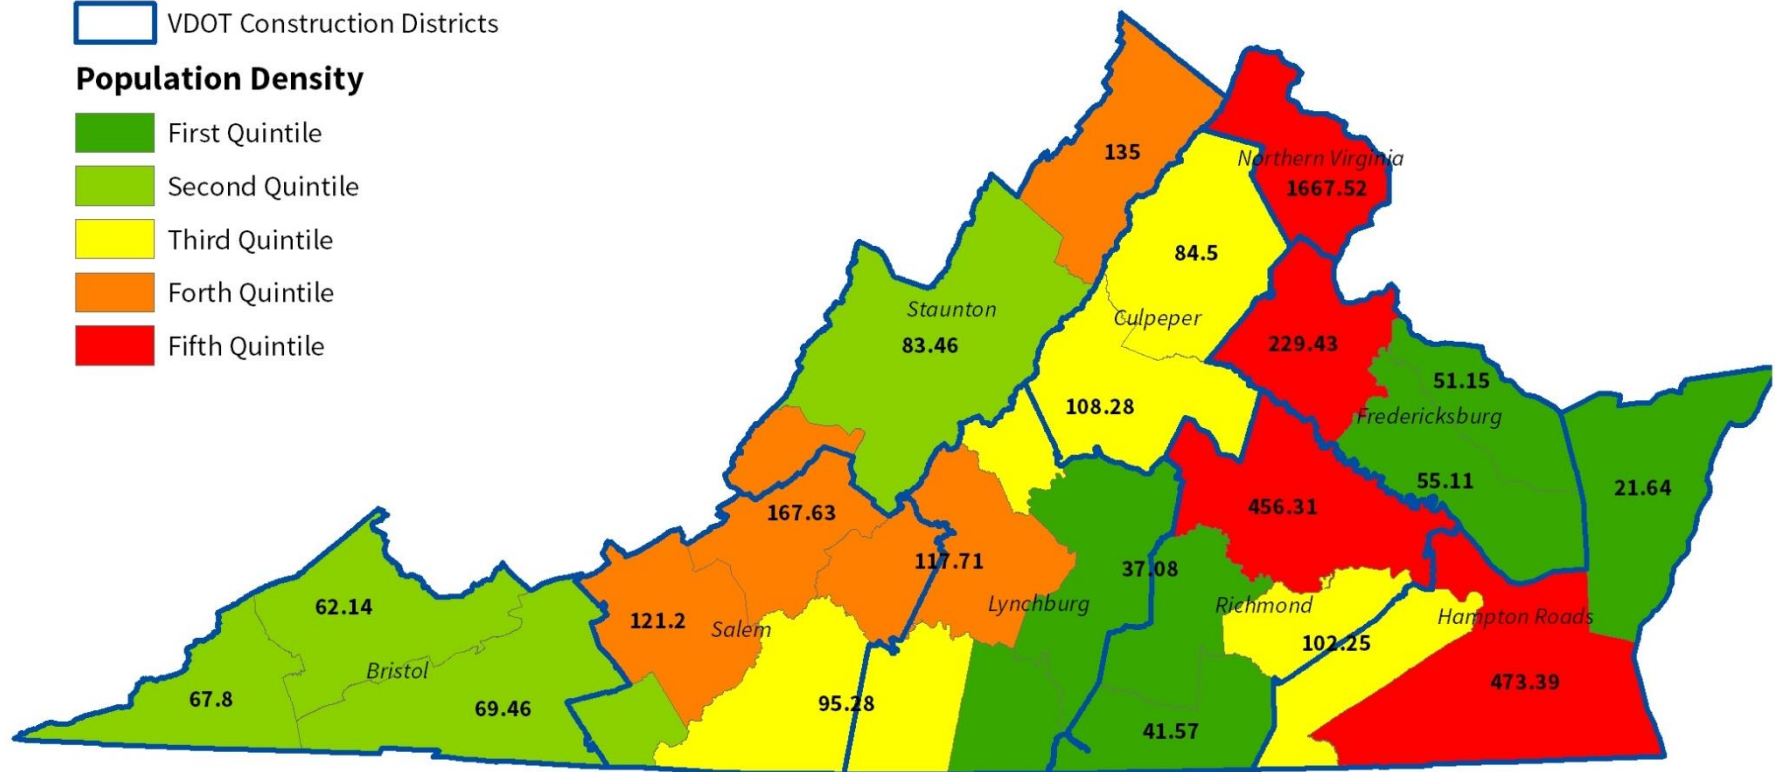 VDOT Construction Districts
Population Density
First Quintile
Second Quintile
Third Quintile
Forth Quintile
Fifth Quintile
135
Northern Virginia
1667.52
84.5
Staunton
83.46
Culpeper
229.43
51.15
108.28
Fredericksburg
55.11
21.64
456.31
167.63
117.71
37.08
62.14
121.2
Salem
Lynchburg
Richmond
Hampton Roads
102.25
Bristol
67.8
69.46
95.28
41.57
473.39